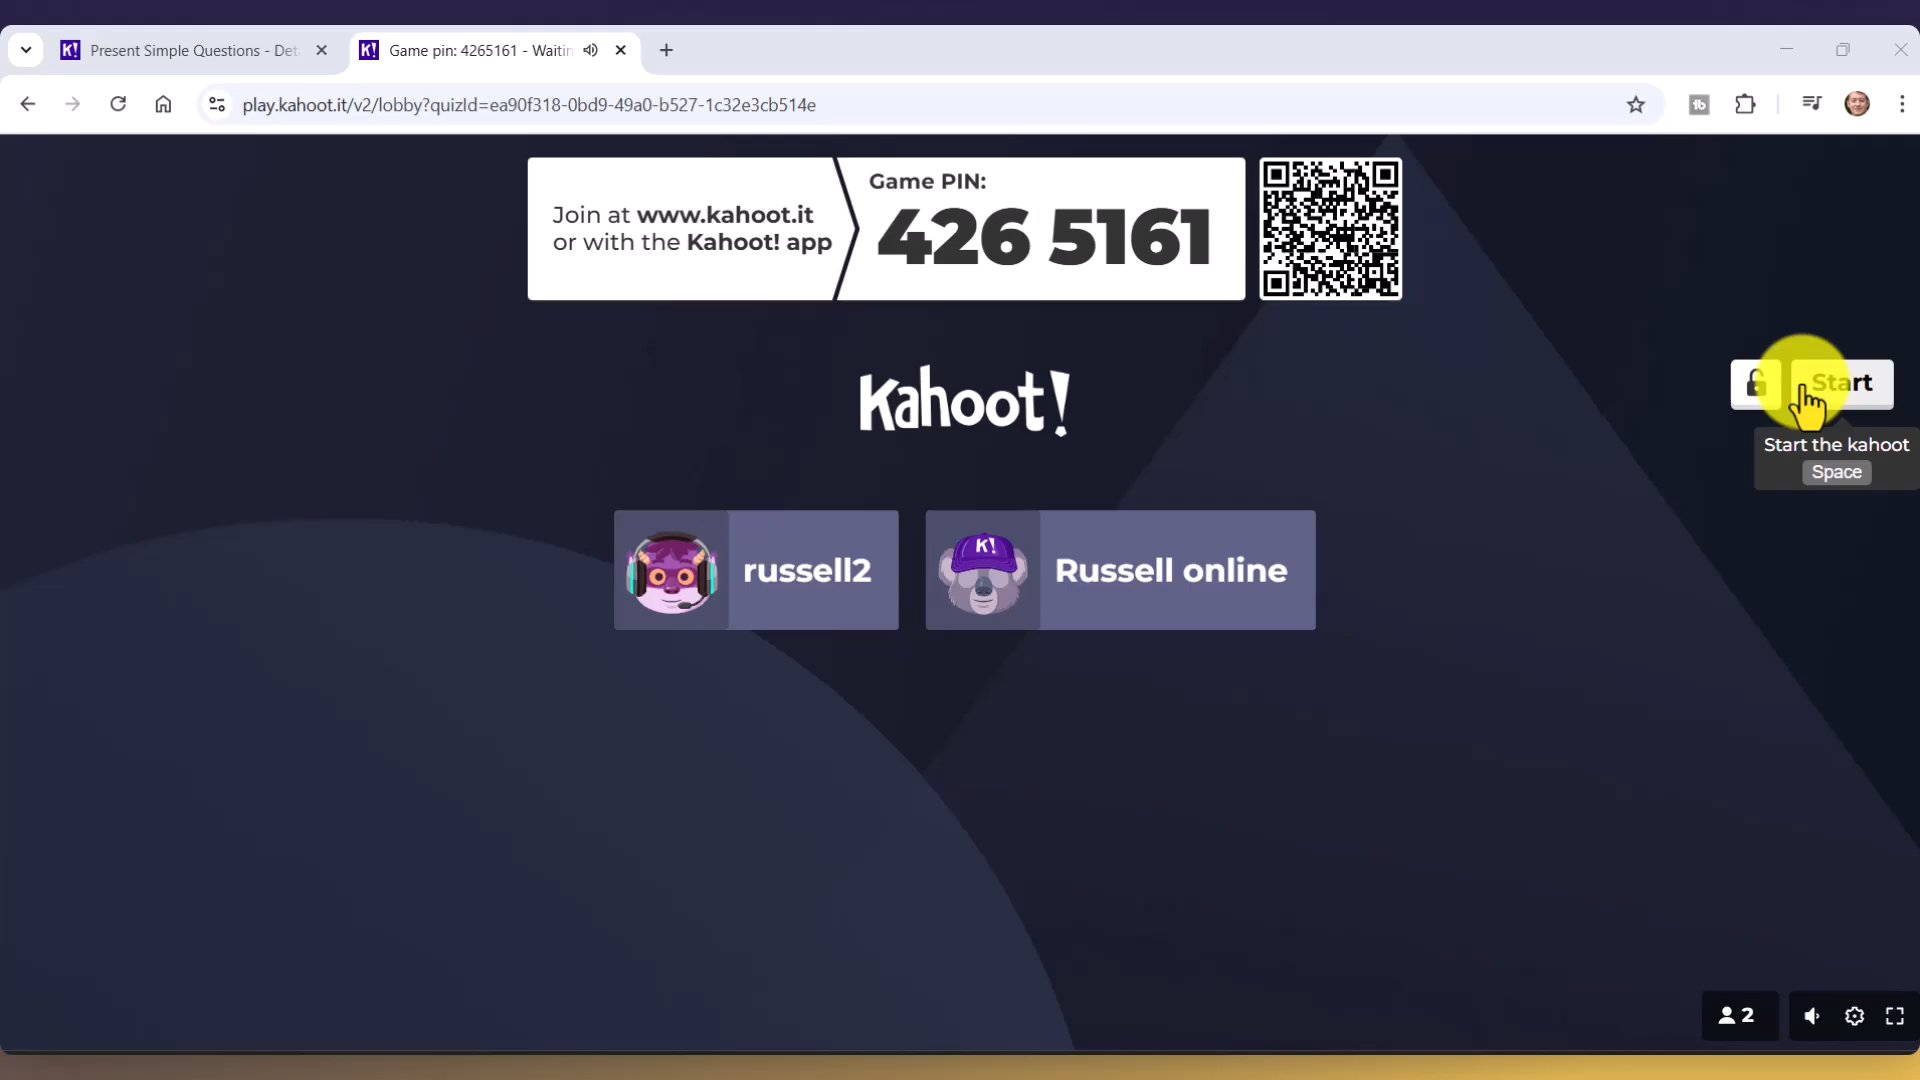 Present Simple Questions - Det
Game pin: 4265161 - Waitin
play.kahoot.it/v2/lobby?quizId=ea90f318-0bd9-49a0-b527-1c32e3cb514e
Join at www.kahoot.it
or with the Kahoot! app
Game PIN:
426 5161
Kahoot!
Start
Start the kahoot
Space
russell2
K!
Russell online
2